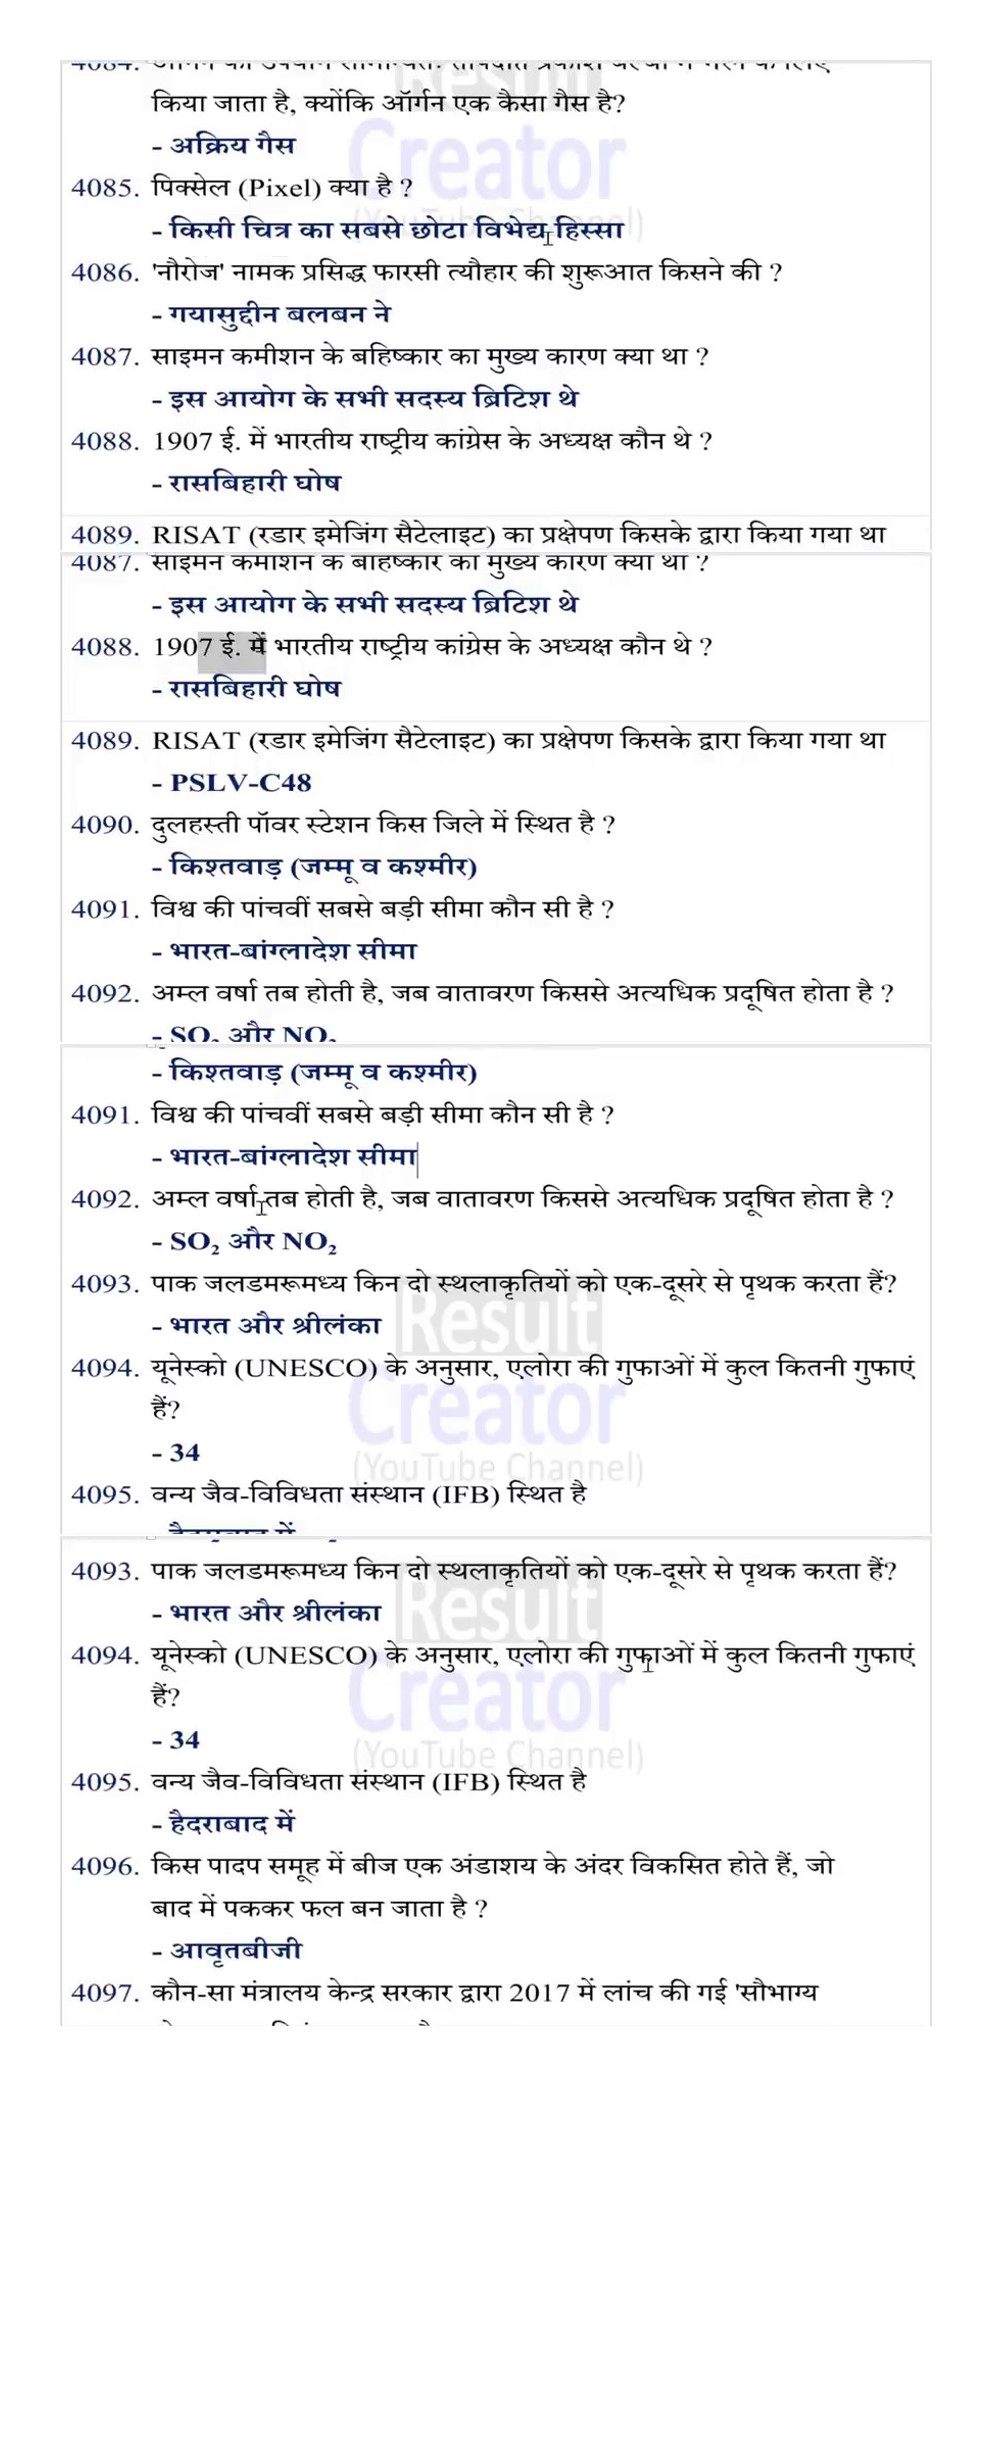 किया जाता है, क्योंकि ऑर्गन एक कैसा गैस है?
- अक्रिय गैस
4085. पिक्सेल (Pixel) क्या है ?
- किसी चित्र का सबसे छोटा विभेद्य हिस्सा
4086. 'नौरोज' नामक प्रसिद्ध फारसी त्यौहार की शुरूआत किसने की ?
- गयासुद्दीन बलबन ने
4087. साइमन कमीशन के बहिष्कार का मुख्य कारण क्या था ?
- इस आयोग के सभी सदस्य ब्रिटिश थे
4088. 1907 ई. में भारतीय राष्ट्रीय कांग्रेस के अध्यक्ष कौन थे ?
- रासबिहारी घोष
4089. RISAT (रडार इमेजिंग सैटेलाइट) का प्रक्षेपण किसके द्वारा किया गया था
4087. साइमन कमीशन के बहिष्कार का मुख्य कारण क्या था ?
- इस आयोग के सभी सदस्य ब्रिटिश थे
4088. 1907 ई. में भारतीय राष्ट्रीय कांग्रेस के अध्यक्ष कौन थे ?
- रासबिहारी घोष
4089. RISAT (रडार इमेजिंग सैटेलाइट) का प्रक्षेपण किसके द्वारा किया गया था
- PSLV-C48
4090. दुलहस्ती पॉवर स्टेशन किस जिले में स्थित है ?
- किश्तवाड़ (जम्मू व कश्मीर)
4091. विश्व की पांचवीं सबसे बड़ी सीमा कौन सी है ?
- भारत-बांग्लादेश सीमा
4092. अम्ल वर्षा तब होती है, जब वातावरण किससे अत्यधिक प्रदूषित होता है ?
- SO₂ और NO₂
- किश्तवाड़ (जम्मू व कश्मीर)
4091. विश्व की पांचवीं सबसे बड़ी सीमा कौन सी है ?
- भारत-बांग्लादेश सीमा
4092. अम्ल वर्षा तब होती है, जब वातावरण किससे अत्यधिक प्रदूषित होता है ?
- SO₂ और NO₂
4093. पाक जलडमरूमध्य किन दो स्थलाकृतियों को एक-दूसरे से पृथक करता हैं?
- भारत और श्रीलंका
4094. यूनेस्को (UNESCO) के अनुसार, एलोरा की गुफाओं में कुल कितनी गुफाएं
हैं?
- 34
4095. वन्य जैव-विविधता संस्थान (IFB) स्थित है
- हैदराबाद में
4093. पाक जलडमरूमध्य किन दो स्थलाकृतियों को एक-दूसरे से पृथक करता हैं?
- भारत और श्रीलंका
4094. यूनेस्को (UNESCO) के अनुसार, एलोरा की गुफाओं में कुल कितनी गुफाएं
हैं?
- 34
4095. वन्य जैव-विविधता संस्थान (IFB) स्थित है
- हैदराबाद में
4096. किस पादप समूह में बीज एक अंडाशय के अंदर विकसित होते हैं, जो
बाद में पककर फल बन जाता है ?
- आवृतबीजी
4097. कौन-सा मंत्रालय केन्द्र सरकार द्वारा 2017 में लांच की गई 'सौभाग्य
Result
Creator
(YouTube Channel)